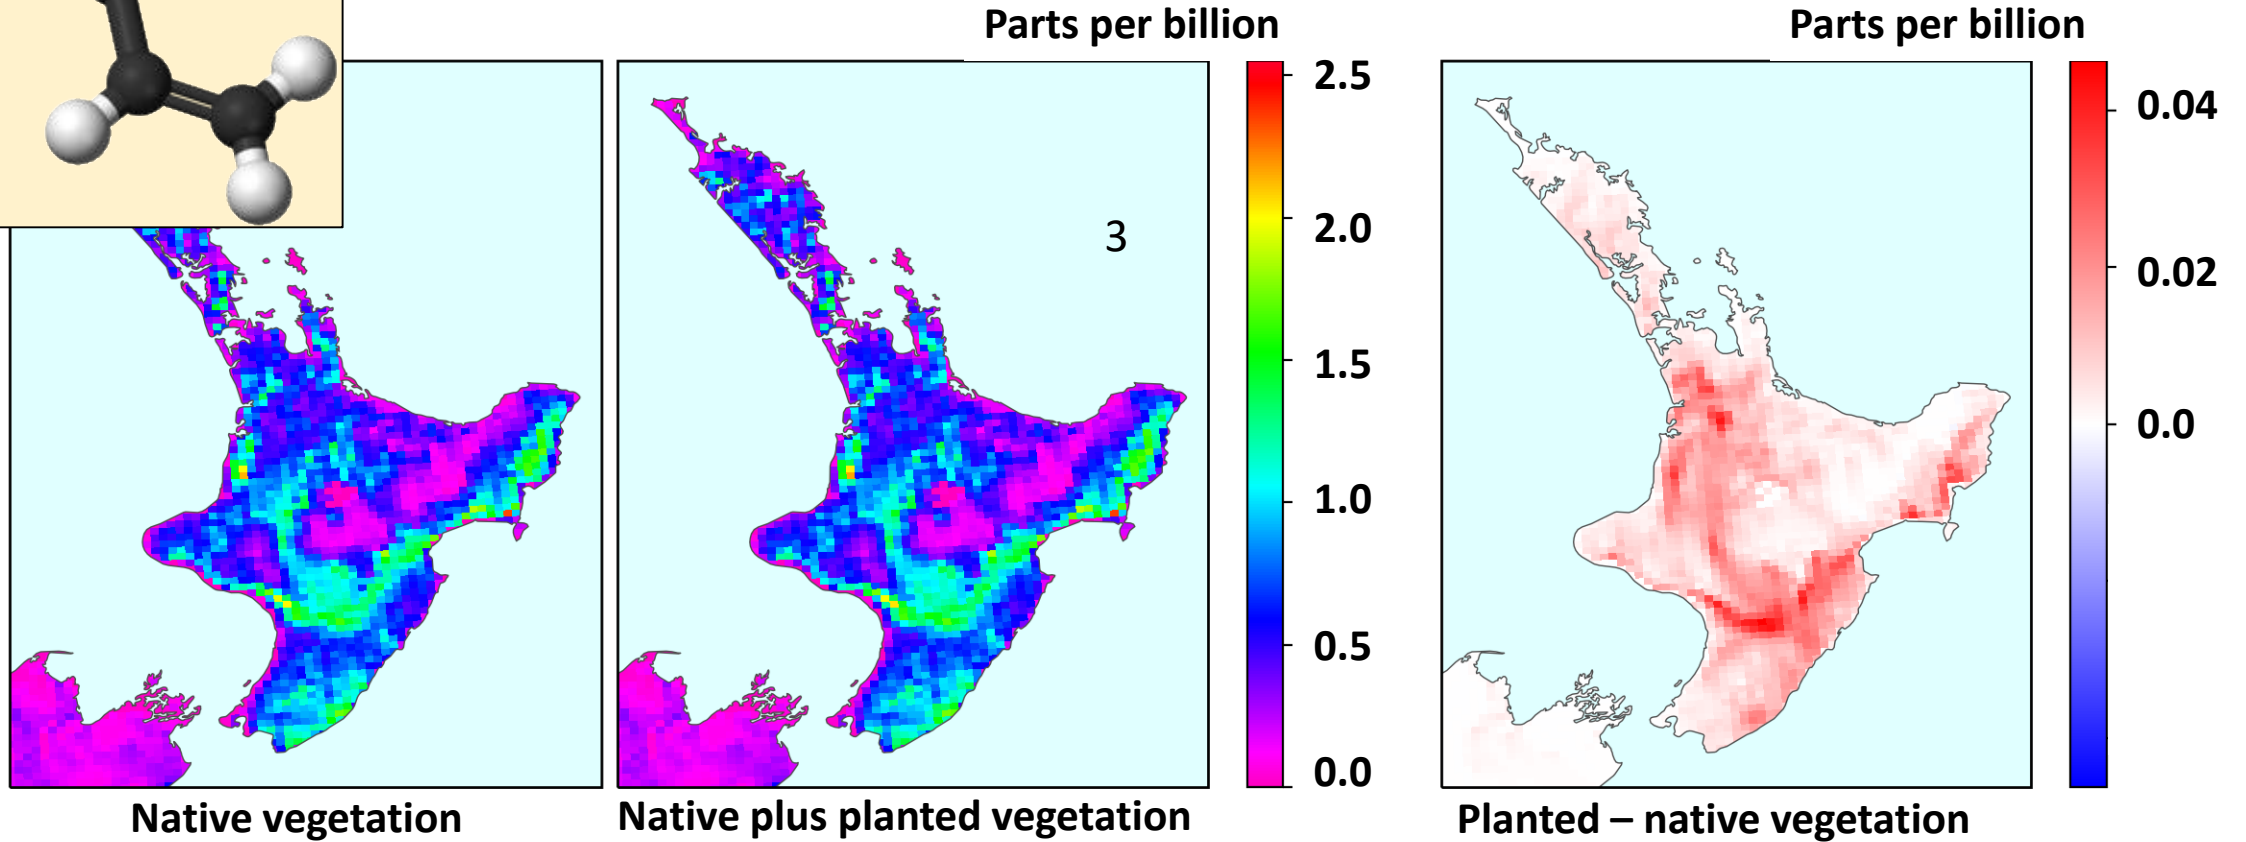 Parts per billion
Parts per billion
2.5
2.0
1.5
1.0
0.5
0.0
3
0.04
0.02
0.0
Native vegetation
Native plus planted vegetation
Planted – native vegetation